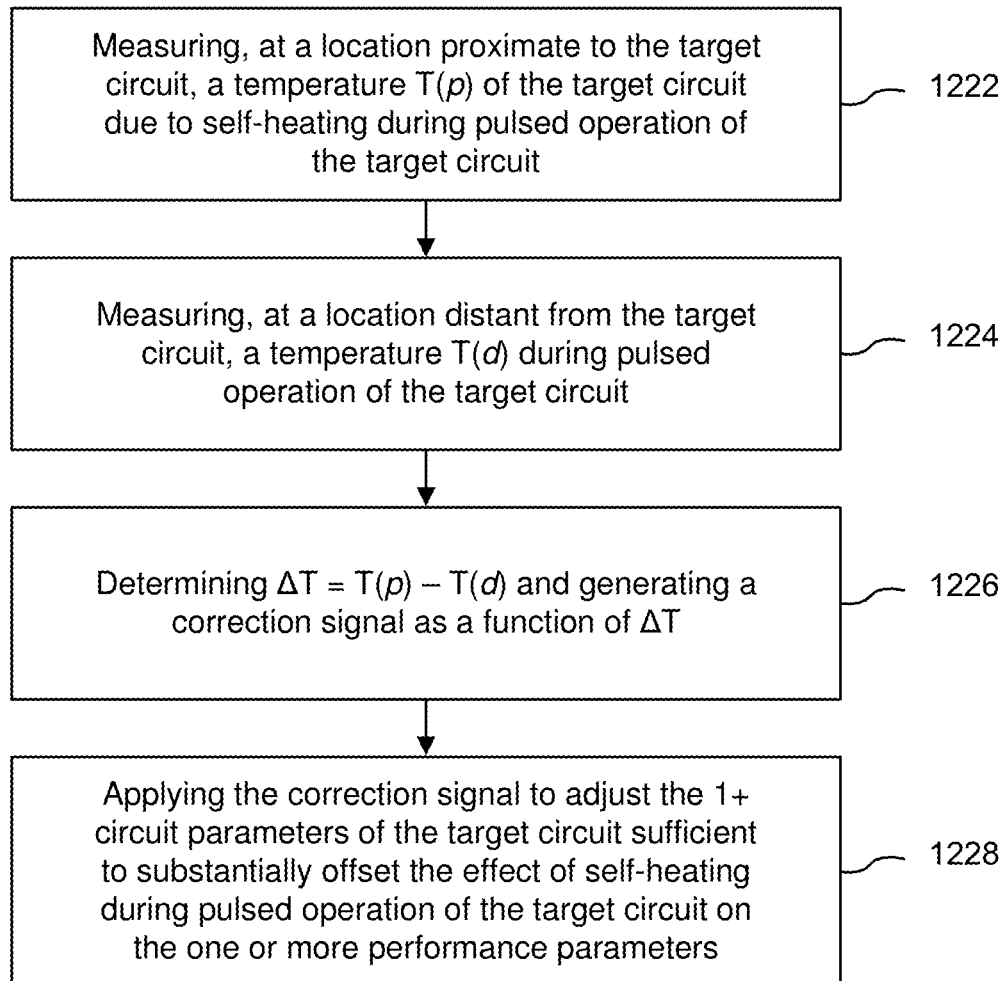 Measuring, at a location proximate to the target
circuit, a temperature T(p) of the target circuit
due to self-heating during pulsed operation of
the target circuit
1222
Measuring, at a location distant from the target
circuit, a temperature T(d) during pulsed
operation of the target circuit
1224
Determining ΔT = T(p) – T(d) and generating a
correction signal as a function of ΔT
1226
Applying the correction signal to adjust the 1+
circuit parameters of the target circuit sufficient
to substantially offset the effect of self-heating
during pulsed operation of the target circuit on
the one or more performance parameters
1228